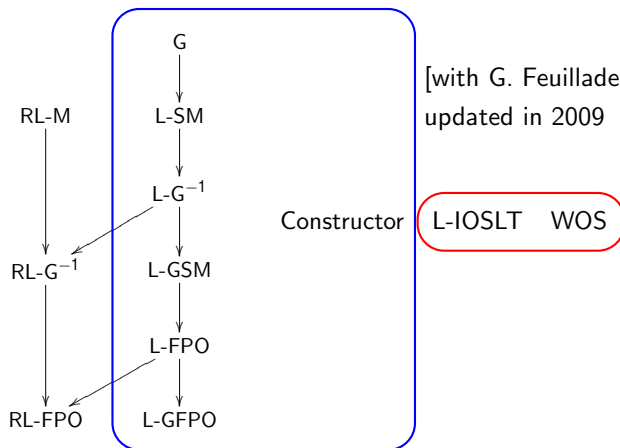 G
[with G. Feuillade
RL-M L-SM updated in 2009
L-G⁻¹
Constructor L-IOSLT WOS
RL-G⁻¹ L-GSM
L-FPO
RL-FPO L-GFPO